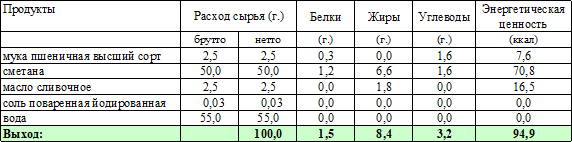 Продукты Расход сырья (г.) Белки Жиры Углеводы Энергетическая ценность
брутто нетто (г.) (г.) (г.) (ккал)
мука пшеничная высший сорт 2,5 2,5 0,3 0,0 1,6 7,6
сметана 50,0 50,0 1,2 6,6 1,6 70,8
масло сливочное 2,5 2,5 0,0 1,8 0,0 16,5
соль поваренная йодированная 0,03 0,03 0,0 0,0 0,0 0,0
вода 55,0 55,0 0,0 0,0 0,0 0,0
Выход: 100,0 1,5 8,4 3,2 94,9